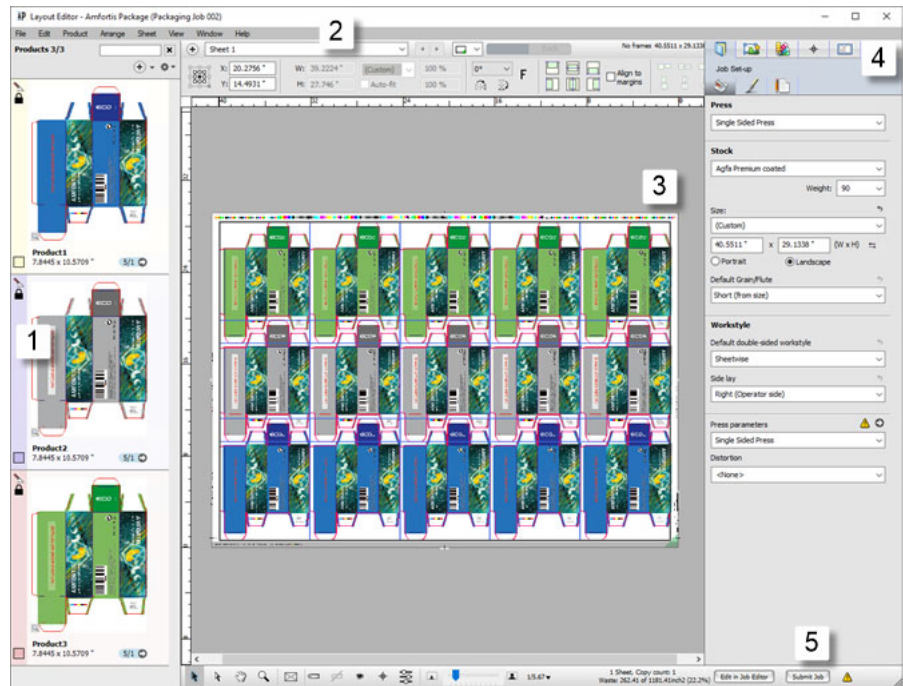 Layout Editor - Amfortis Package (Packaging Job 002)
File Edit Product Arrange Sheet View Window Help
2
4
Products 3/3
Sheet 1
Back
No frames 40.5511 x 29.1338
X: 20.2756 "
W: 39.2224 "
(Custom)
100 %
0°
F
Align to margins
Y: 14.4931 "
H: 27.746 "
Auto-fit
100 %
Job Set-up
Press
Single Sided Press
Stock
Agfa Premium coated
Weight: 90
Size:
(Custom)
40.5511 " x 29.1338 " (W x H)
Portrait Landscape
Default Grain/Flute
Short (from size)
Workstyle
Default double-sided workstyle
Sheetwise
Side lay
Right (Operator side)
Press parameters
Single Sided Press
Distortion
<None>
3
Product1
7.8445 x 10.5709 "
5/1
1
Product2
7.8445 x 10.5709 "
5/1
Product3
7.8445 x 10.5709 "
5/1
5
1/5.67
1 Sheet, Copy count: 1
Waste: 262.41 of 1181.41inch2 (22.2%)
Edit in Job Editor
Submit Job